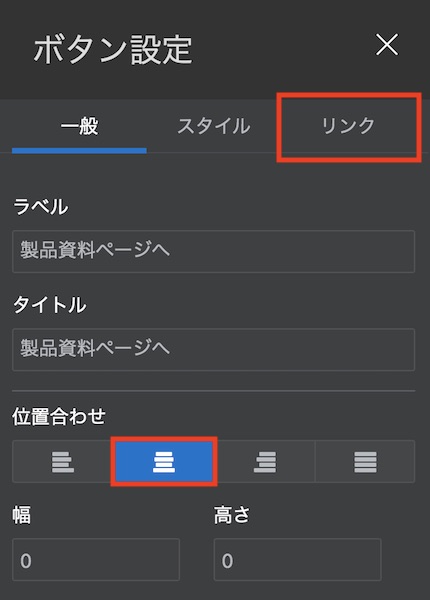 ボタン設定
一般 スタイル リンク
ラベル
製品資料ページへ
タイトル
製品資料ページへ
位置合わせ
幅 高さ
0 0